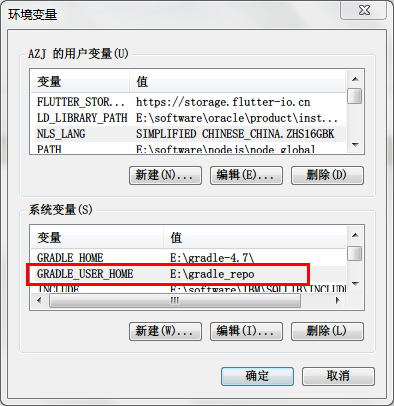 环境变量
AZJ 的用户变量(U)
变量 值
FLUTTER_STOR... https://storage.flutter-io.cn
LD_LIBRARY_PATH E:\software\oracle\product\inst...
NLS_LANG SIMPLIFIED CHINESE_CHINA.ZHS16GBK
PATH E:\software\nodejs\node_global
新建(N)... 编辑(E)... 删除(D)
系统变量(S)
变量 值
GRADLE_HOME E:\gradle-4.7\
GRADLE_USER_HOME E:\gradle_repo
INCLUDE E:\software\IBM\SQLLIB\INCLUDE
新建(W)... 编辑(I)... 删除(L)
确定 取消